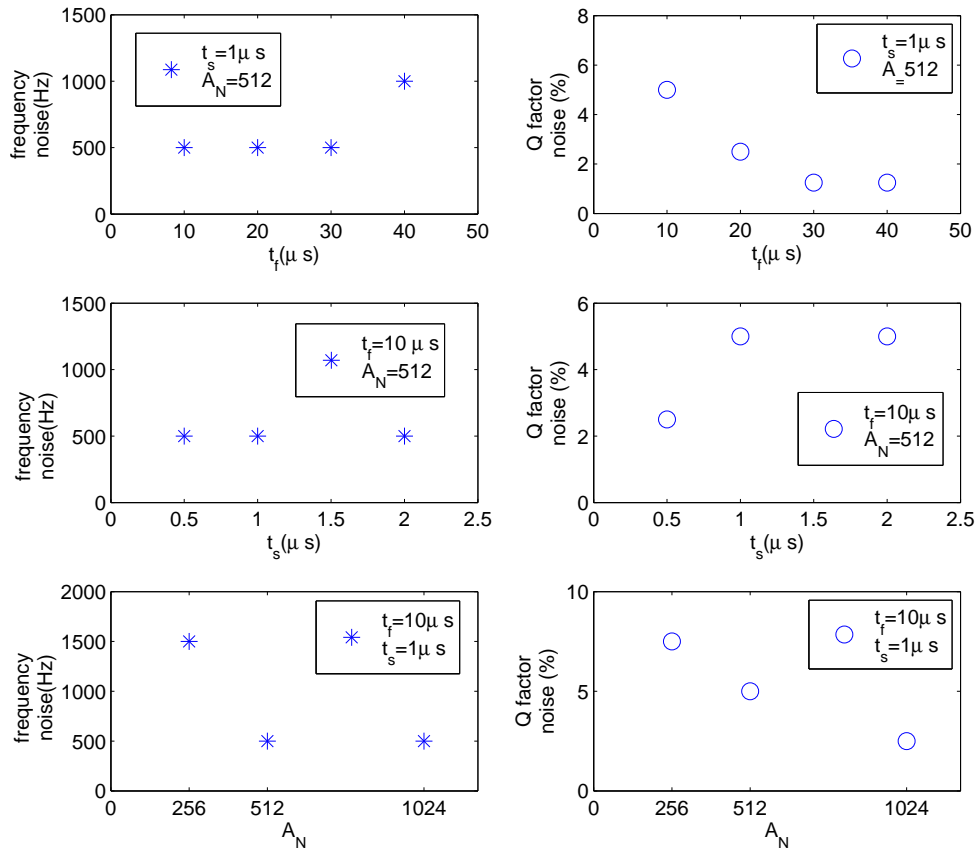 1500
1000
500
0
frequency
noise(Hz)
t_s=1μ s
A_N=512
10 20 30 40 50
t_f(μ s)
8
6
4
2
0
Q factor
noise (%)
t_s=1μ s
A_=512
0 10 20 30 40 50
t_f(μ s)
1500
1000
500
0
frequency
noise(Hz)
t_f=10 μ s
A_N=512
0 0.5 1 1.5 2 2.5
t_s(μ s)
6
4
2
0
Q factor
noise (%)
t_f=10μ s
A_N=512
0 0.5 1 1.5 2 2.5
t_s(μ s)
2000
1500
1000
500
0
frequency
noise(Hz)
t_f=10μ s
t_s=1μ s
0 256 512 1024
A_N
10
5
0
Q factor
noise (%)
t_f=10μ s
t_s=1μ s
0 256 512 1024
A_N